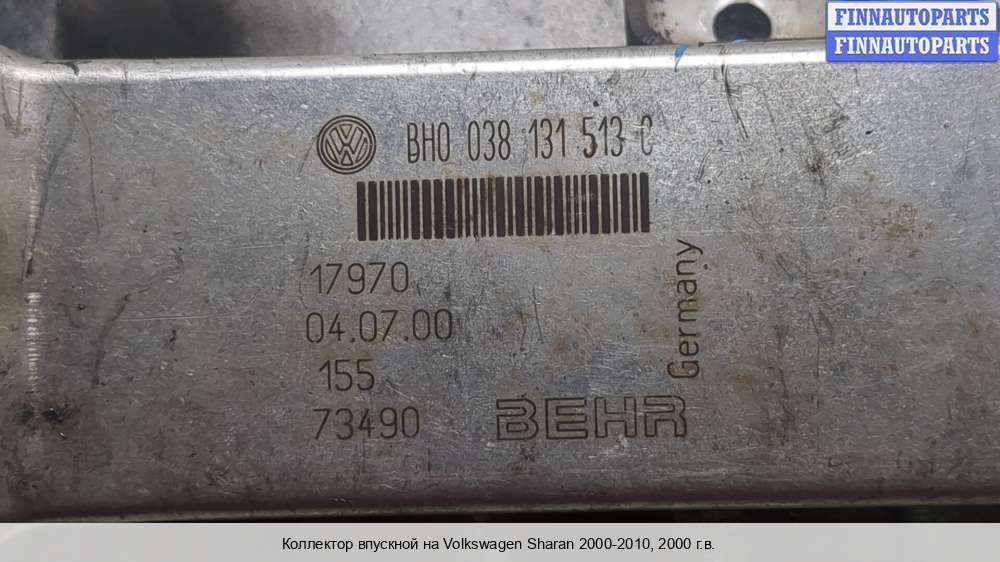 FINNAUTOPARTS
FINNAUTOPARTS
BHO 038 131 513 C
17970
04.07.00
155
73490
BEHR
Germany
Коллектор впускной на Volkswagen Sharan 2000-2010, 2000 г.в.